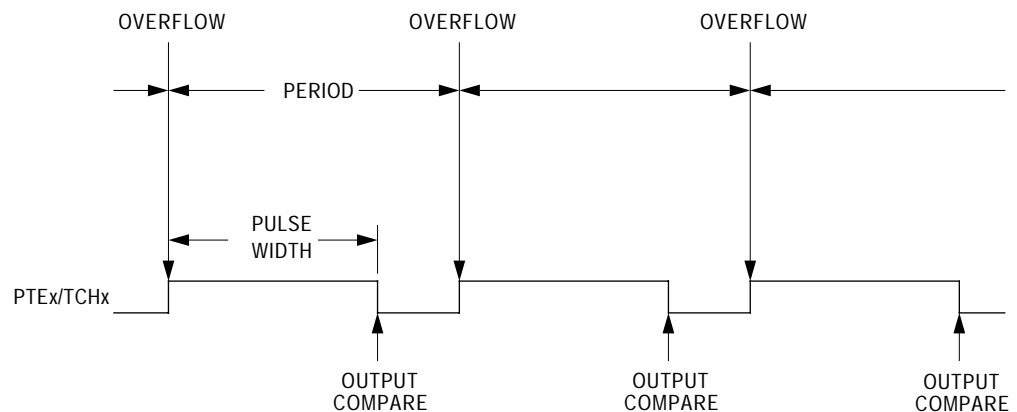 OVERFLOW OVERFLOW OVERFLOW
PERIOD
PULSE
WIDTH
PTEx/TCHx
OUTPUT
COMPARE
OUTPUT
COMPARE
OUTPUT
COMPARE